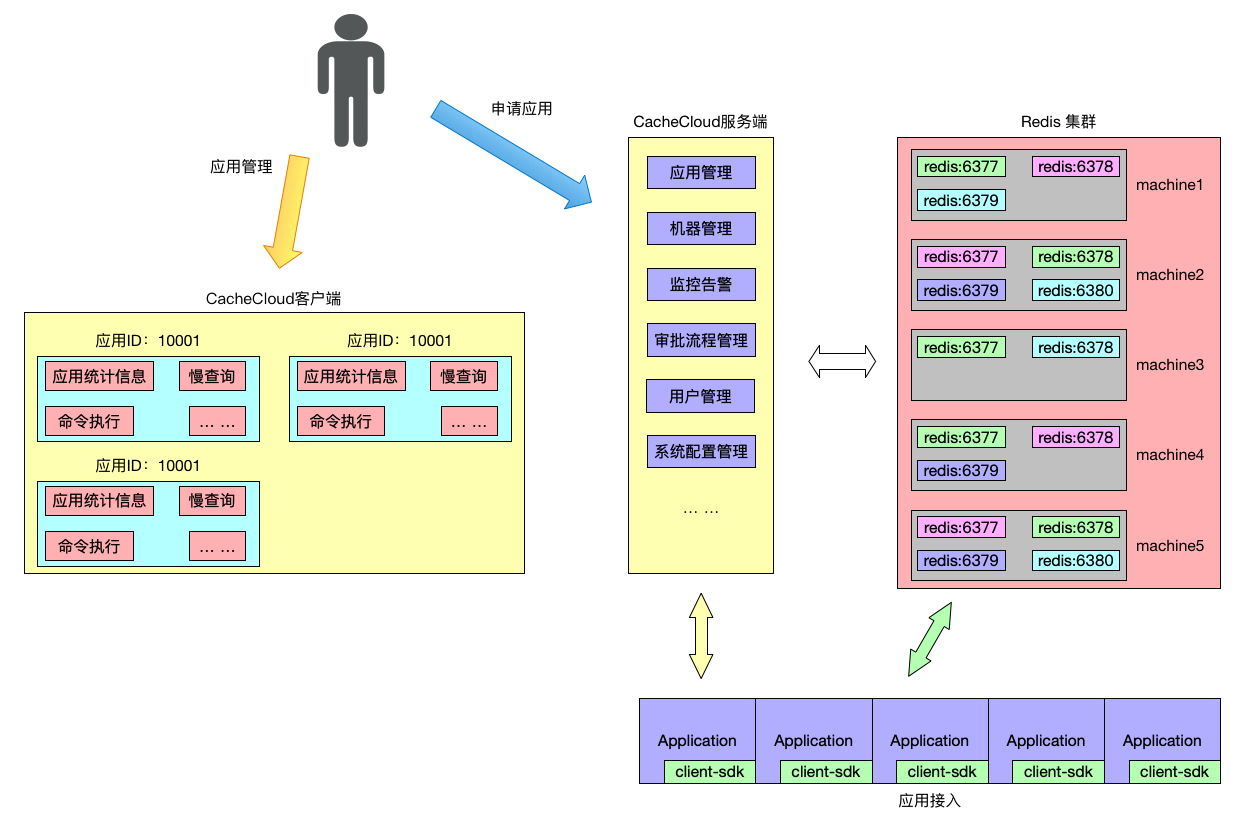 申请应用
应用管理
CacheCloud客户端
应用ID：10001
应用统计信息
慢查询
命令执行
... ...
应用ID：10001
应用统计信息
慢查询
命令执行
... ...
应用ID：10001
应用统计信息
慢查询
命令执行
... ...
CacheCloud服务端
应用管理
机器管理
监控告警
审批流程管理
用户管理
系统配置管理
... ...
Redis 集群
redis:6377
redis:6378
redis:6379
machine1
redis:6377
redis:6378
redis:6379
redis:6380
machine2
redis:6377
redis:6378
machine3
redis:6377
redis:6378
redis:6379
machine4
redis:6377
redis:6378
redis:6379
redis:6380
machine5
Application
client-sdk
Application
client-sdk
Application
client-sdk
Application
client-sdk
Application
client-sdk
应用接入